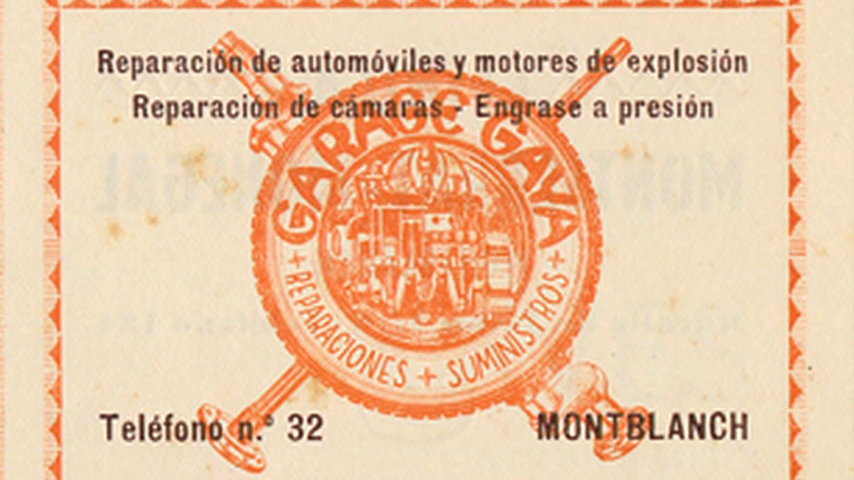 Reparación de automóviles y motores de explosión
Reparación de cámaras - Engrase a presión
GARAGE GAYA
+ REPARACIONES + SUMINISTROS +
Teléfono n.º 32
MONTBLANCH